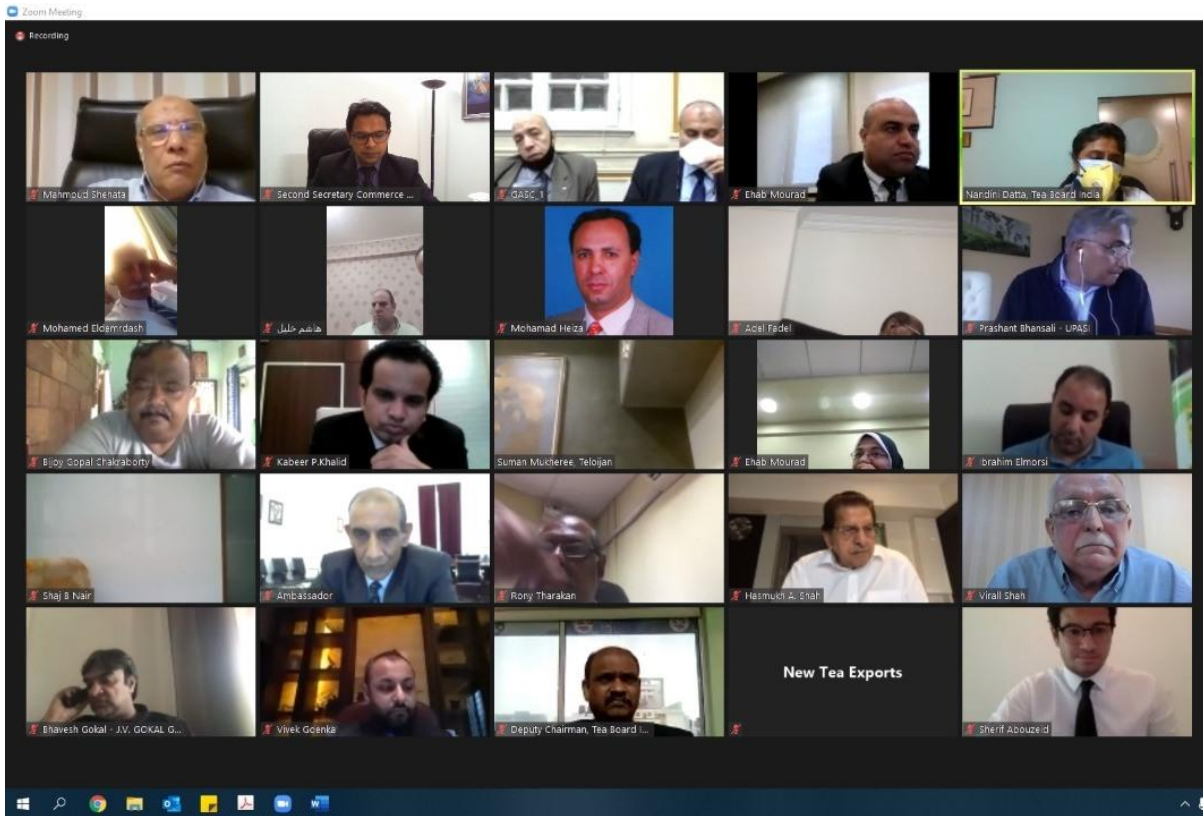 Zoom Meeting
Recording
Mahmoud Shehata
Second Secretary Commerce ...
GASC_1
Ehab Mourad
Nandini Datta, Tea Board India
Mohamed Eldemrdash
هاشم خليل
Mohamad Heiza
Adel Fadel
Prashant Bhansali - UPASI
Bijoy Gopal Chakraborty
Kabeer P.Khalid
Suman Mukheree, Teloijan
Ehab Mourad
Ibrahim Elmorsi
Shaj B Nair
Ambassador
Rony Tharakan
Hasmukh A. Shah
Virall Shah
Bhavesh Gokal - J.V. GOKAL G...
Vivek Goenka
Deputy Chairman, Tea Board I...
New Tea Exports
Sherif Abouzeid